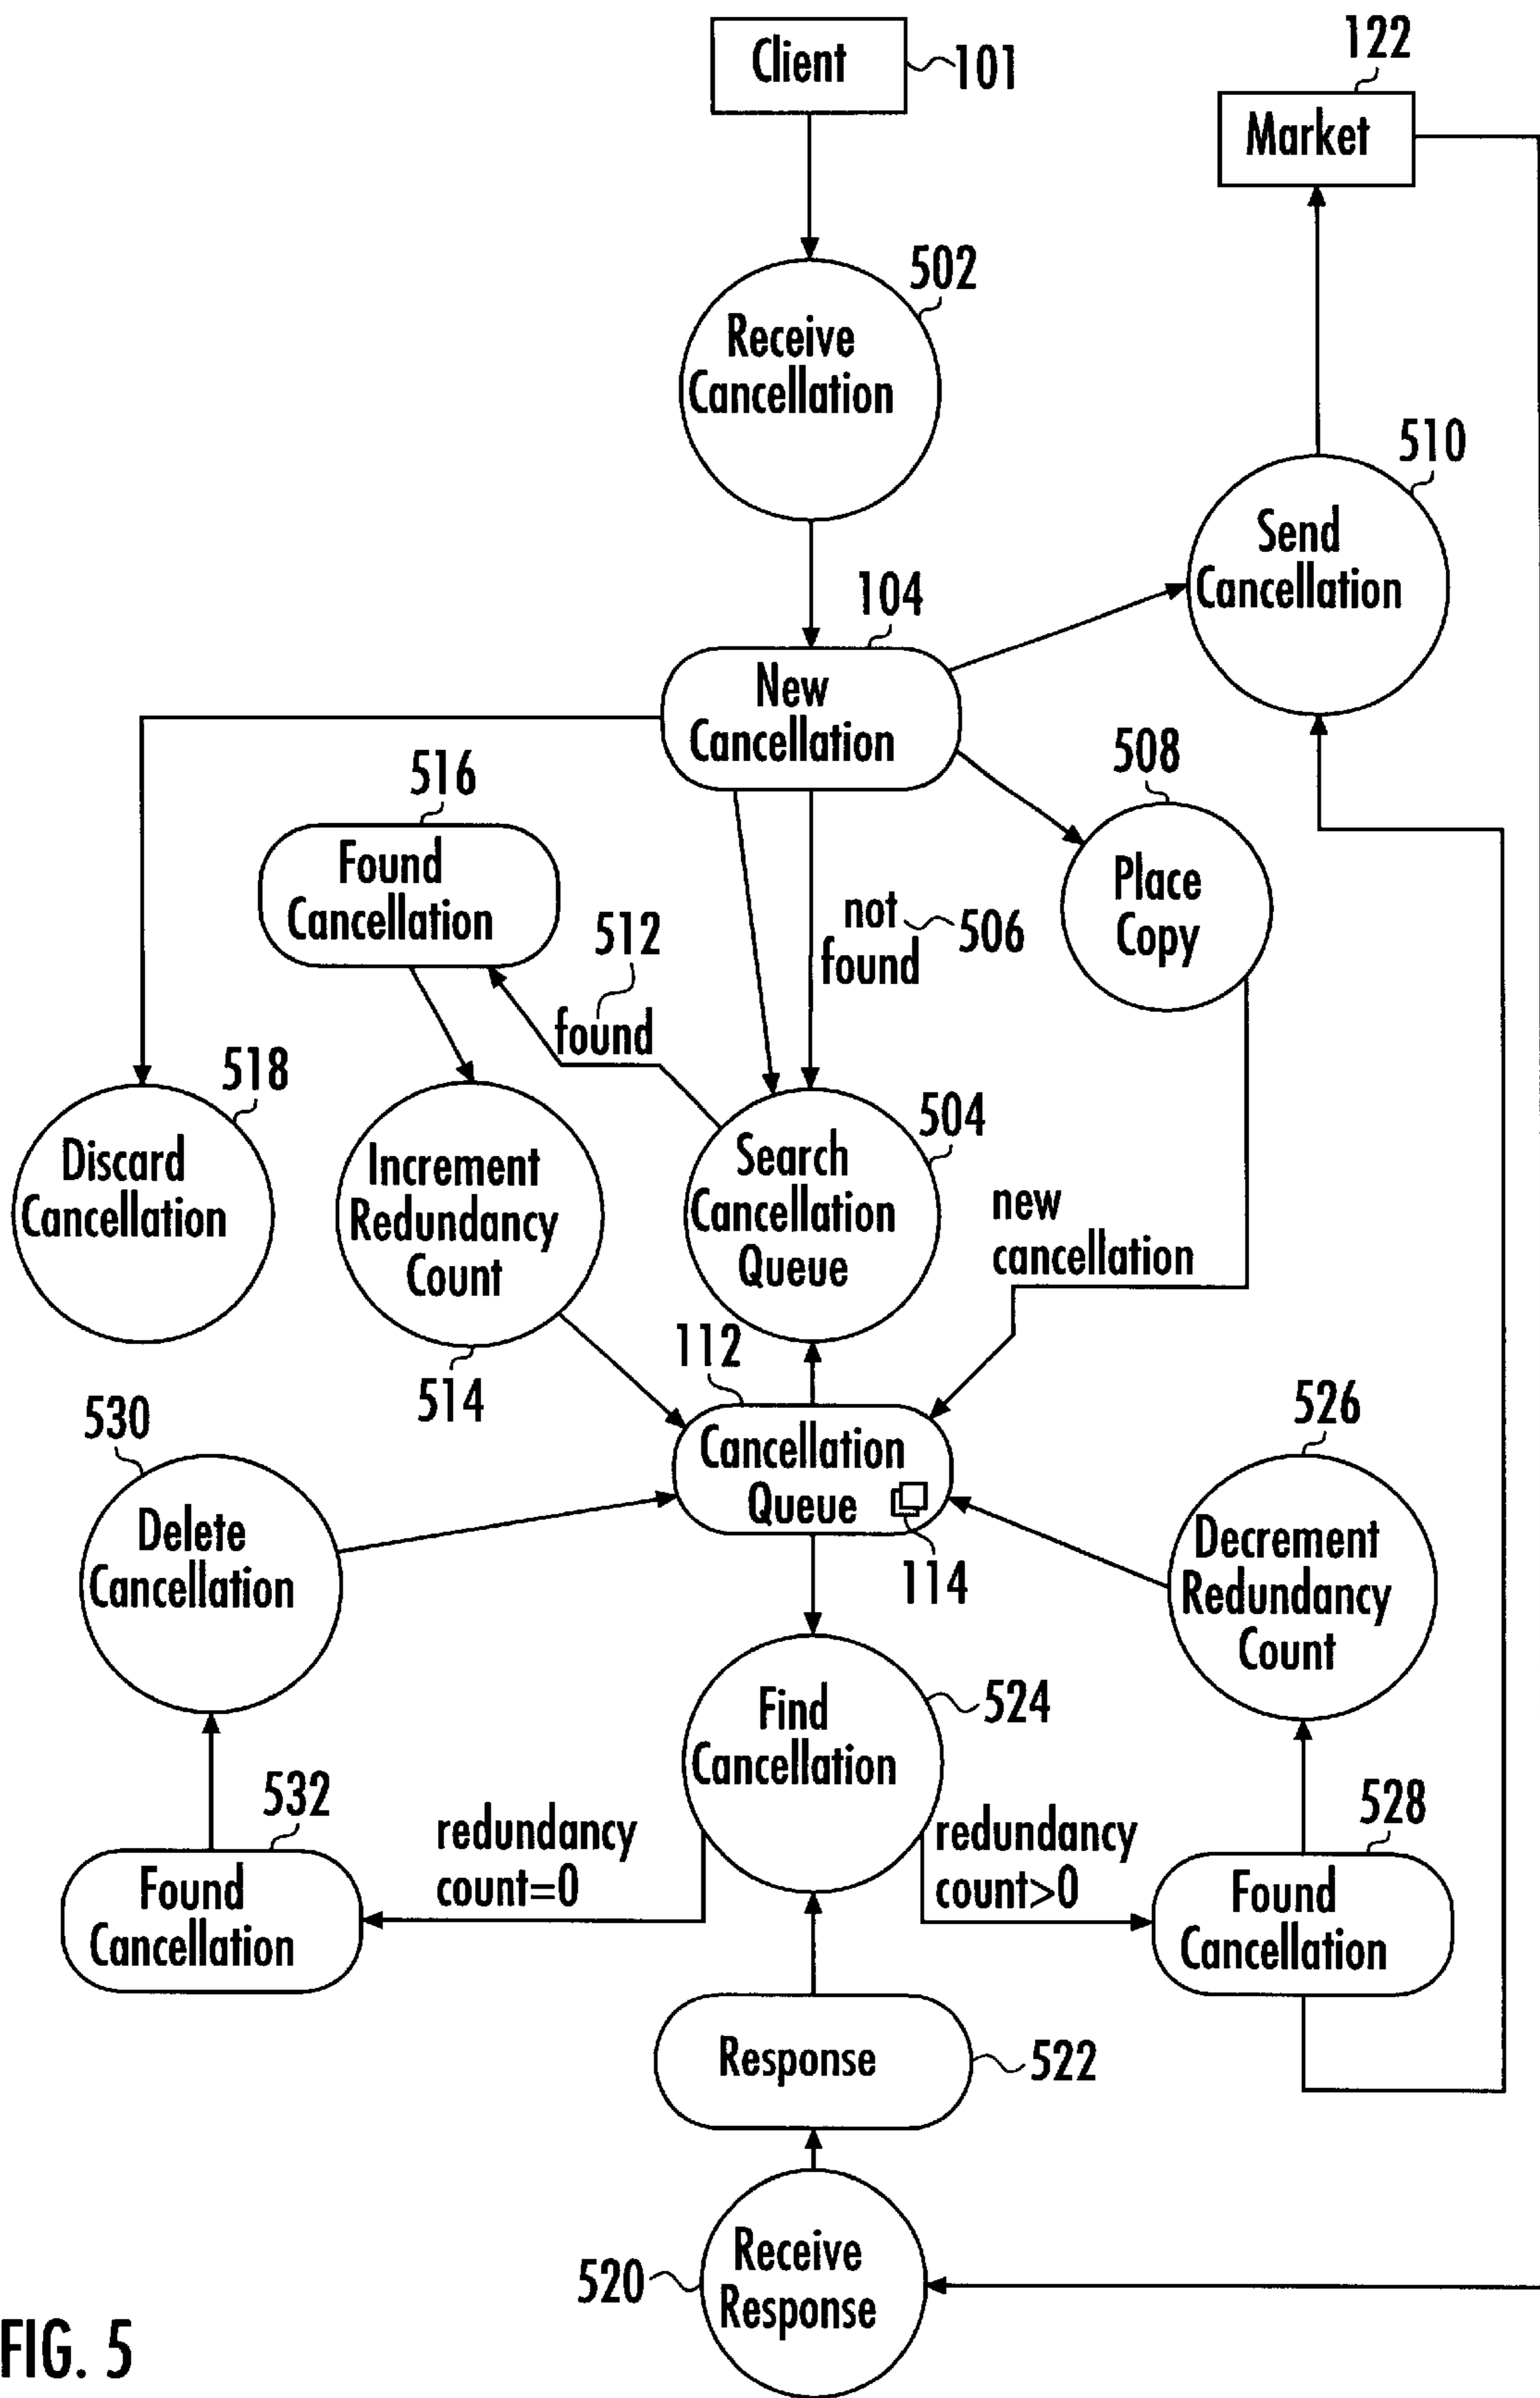 Client
101
122
Market
502
Receive
Cancellation
510
Send
Cancellation
104
New
Cancellation
508
Place
Copy
516
Found
Cancellation
512
found
not
found
506
518
Discard
Cancellation
Increment
Redundancy
Count
514
504
Search
Cancellation
Queue
new
cancellation
112
Cancellation
Queue
114
530
Delete
Cancellation
526
Decrement
Redundancy
Count
524
Find
Cancellation
532
Found
Cancellation
redundancy
count=0
redundancy
count>0
528
Found
Cancellation
Response
522
520
Receive
Response
FIG. 5